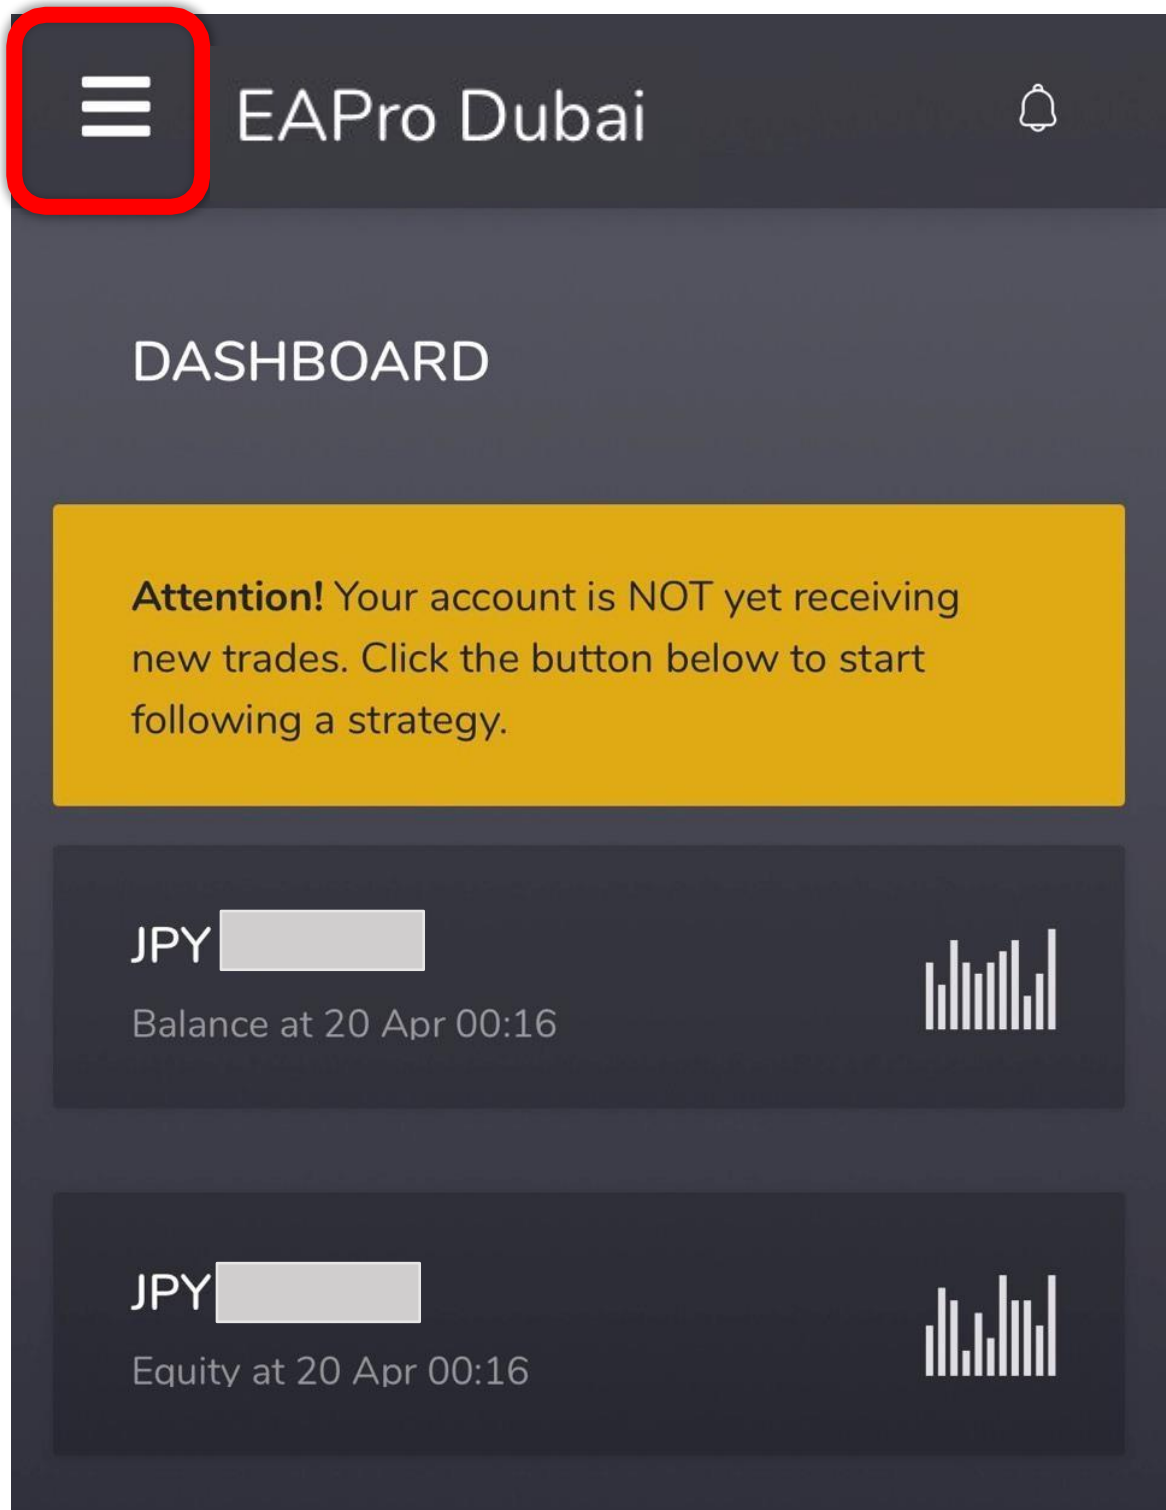 EAPro Dubai
DASHBOARD
Attention! Your account is NOT yet receiving
new trades. Click the button below to start
following a strategy.
JPY
Balance at 20 Apr 00:16
JPY
Equity at 20 Apr 00:16